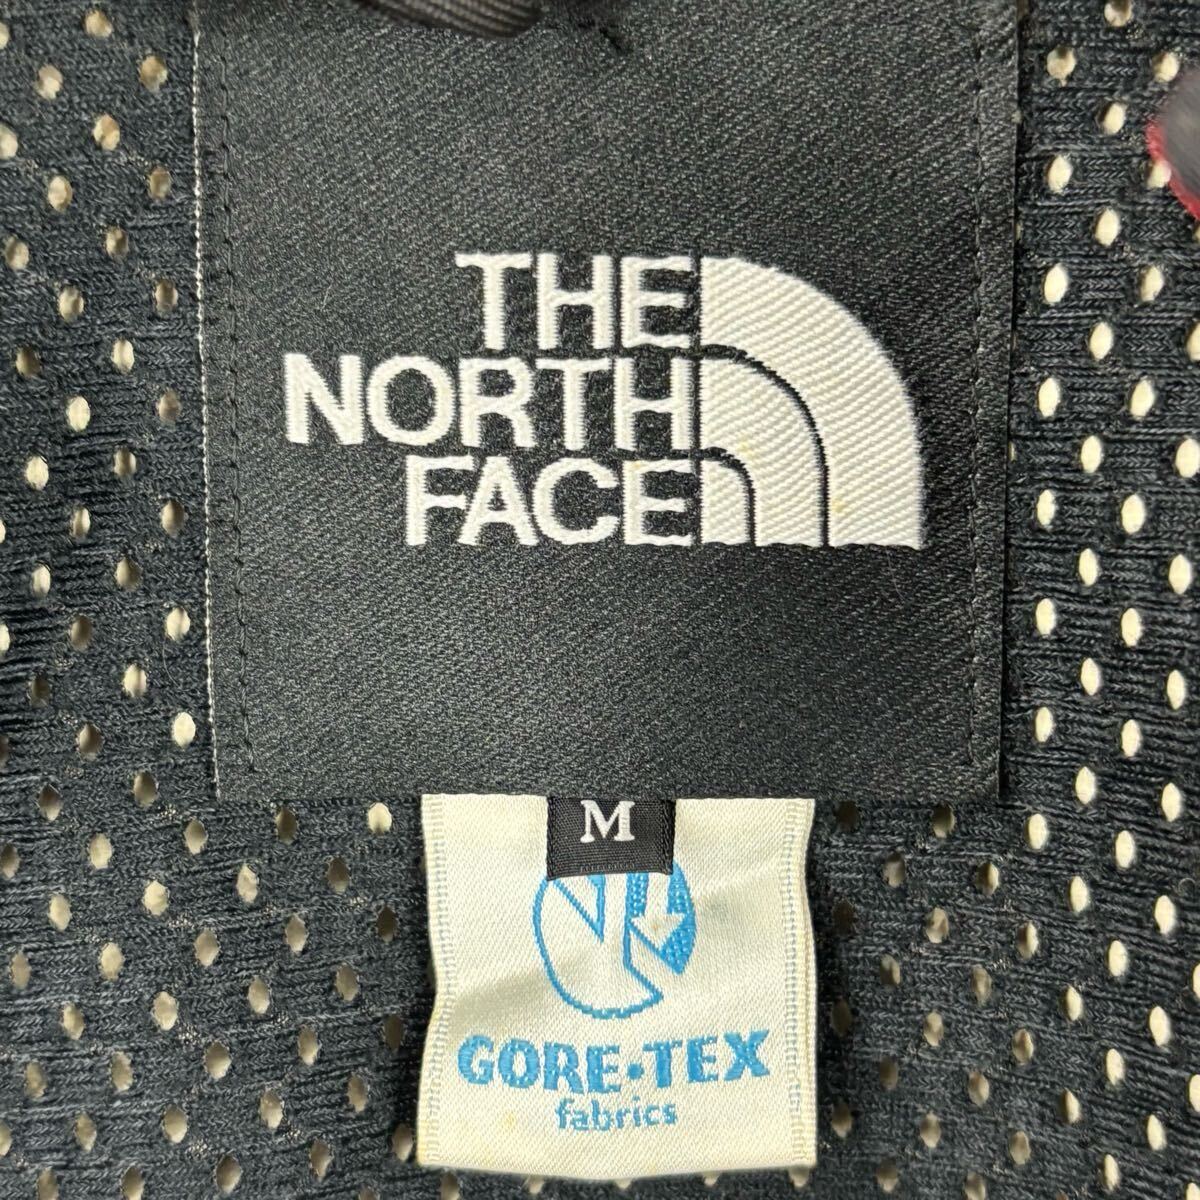 THE
NORTH
FACE
M
GORE-TEX
fabrics